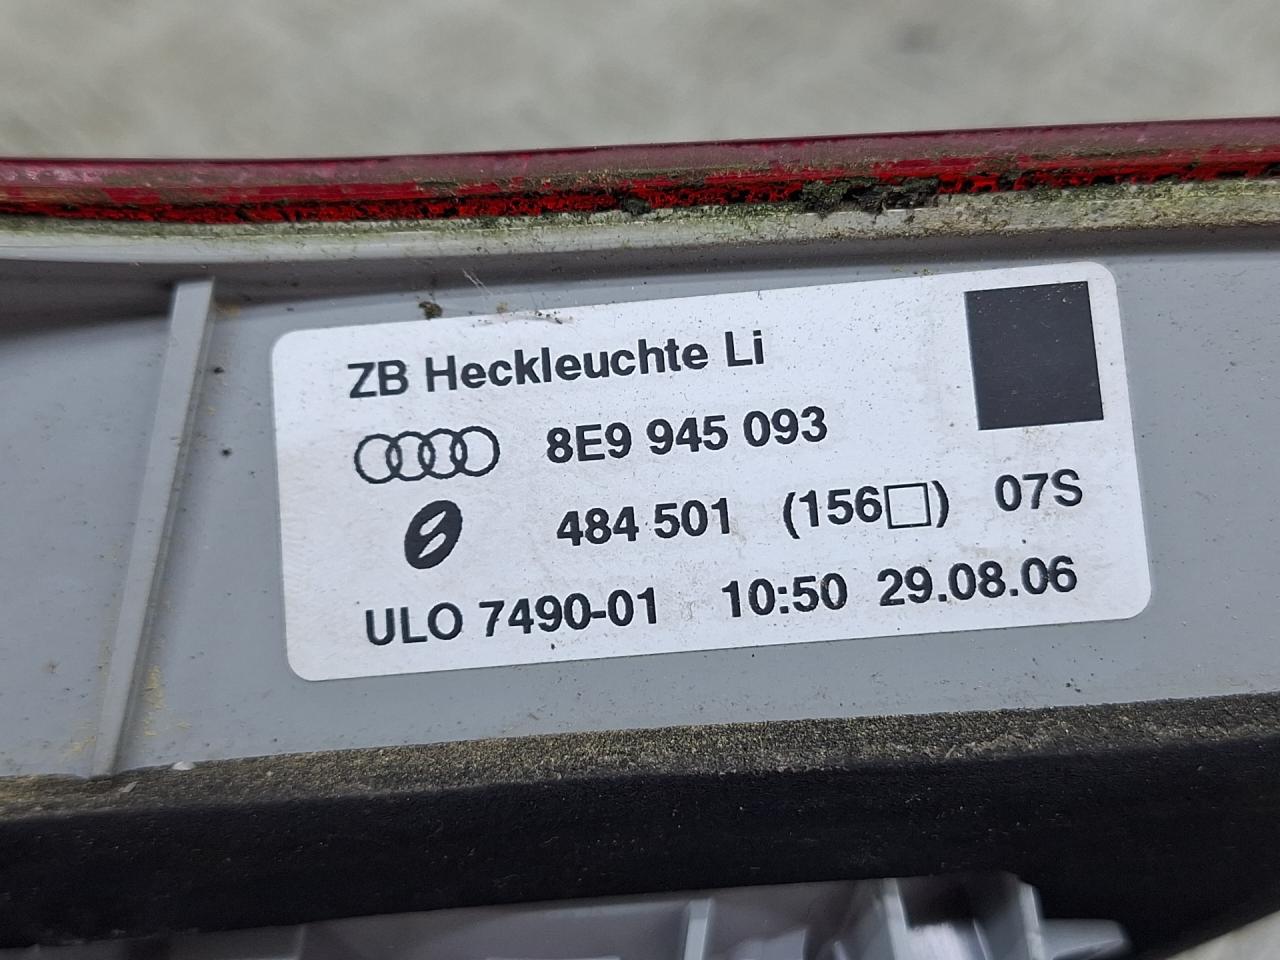 ZB Heckleuchte Li
8E9 945 093
484 501 (156□) 07S
ULO 7490-01 10:50 29.08.06